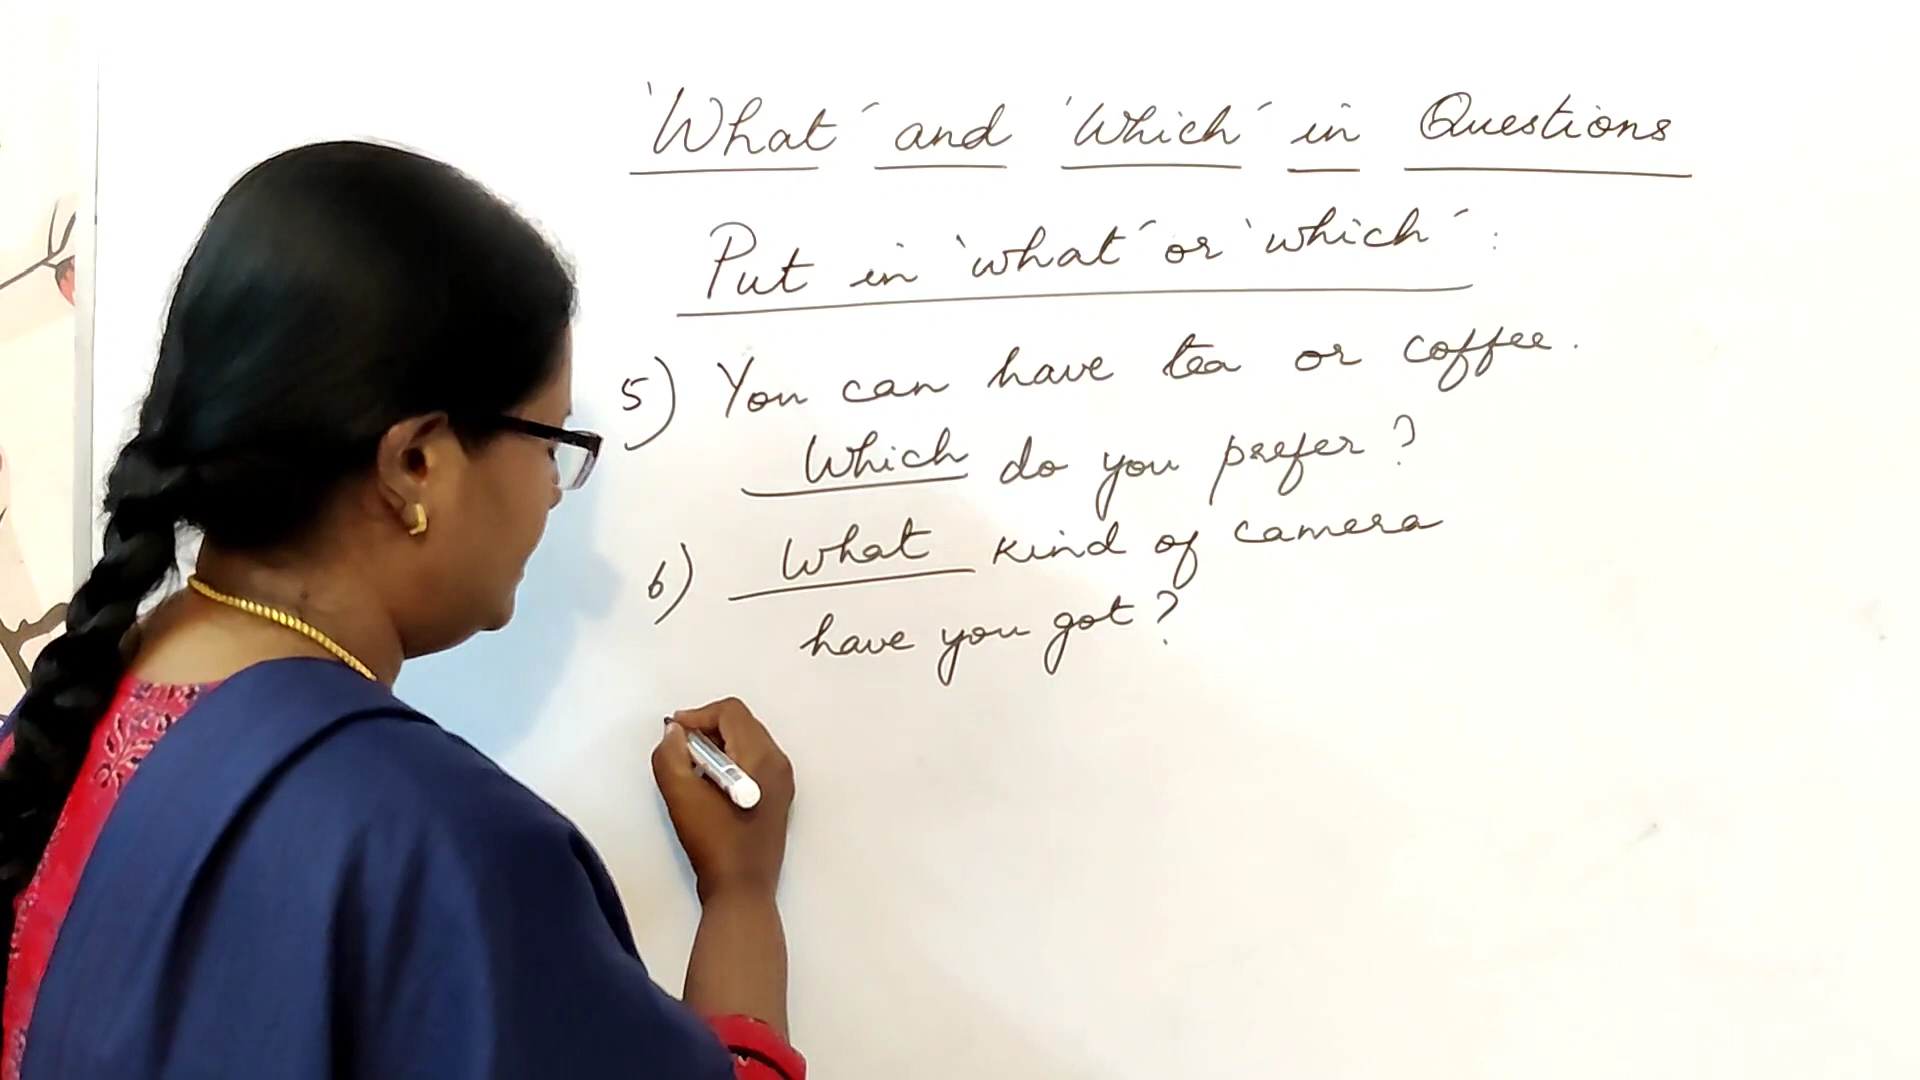 'What' and 'Which' in Questions
Put in 'what' or 'which' :
5) You can have tea or coffee.
Which do you prefer?
6) What kind of camera
have you got?